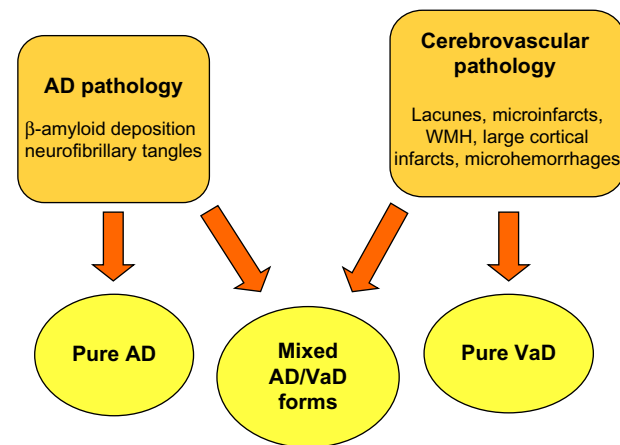 AD pathology
β-amyloid deposition
neurofibrillary tangles
Cerebrovascular
pathology
Lacunes, microinfarcts,
WMH, large cortical
infarcts, microhemorrhages
Pure AD
Mixed
AD/VaD
forms
Pure VaD